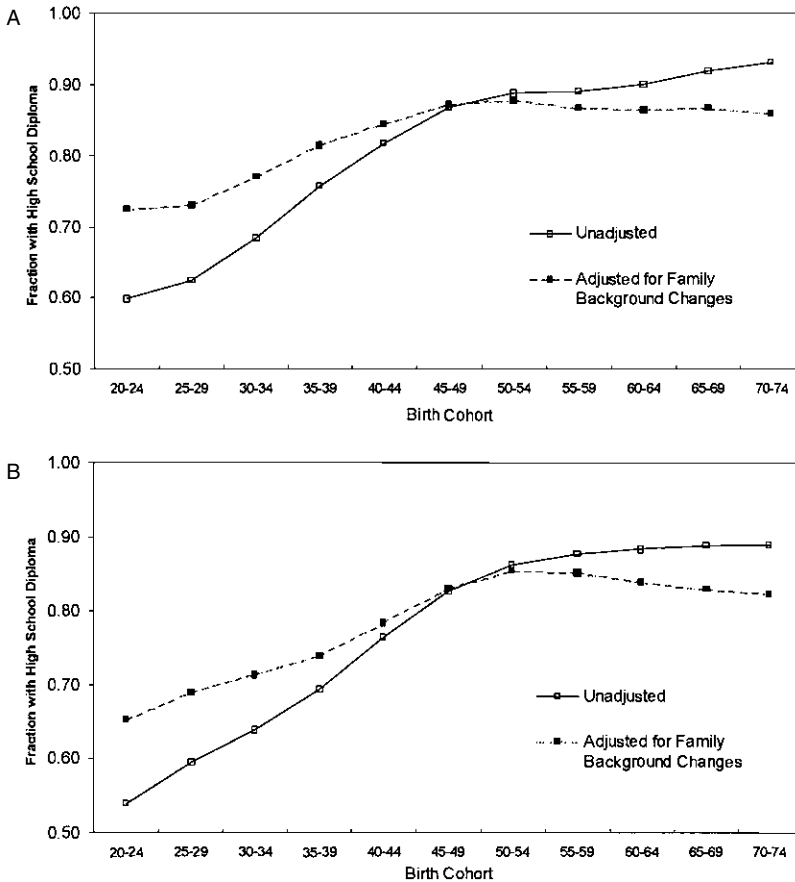 A
1.00
0.90
0.80
0.70
0.60
0.50
Fraction with High School Diploma
Unadjusted
Adjusted for Family
Background Changes
20-24 25-29 30-34 35-39 40-44 45-49 50-54 55-59 60-64 65-69 70-74
Birth Cohort
B
1.00
0.90
0.80
0.70
0.60
0.50
Fraction with High School Diploma
Unadjusted
Adjusted for Family
Background Changes
20-24 25-29 30-34 35-39 40-44 45-49 50-54 55-59 60-64 65-69 70-74
Birth Cohort